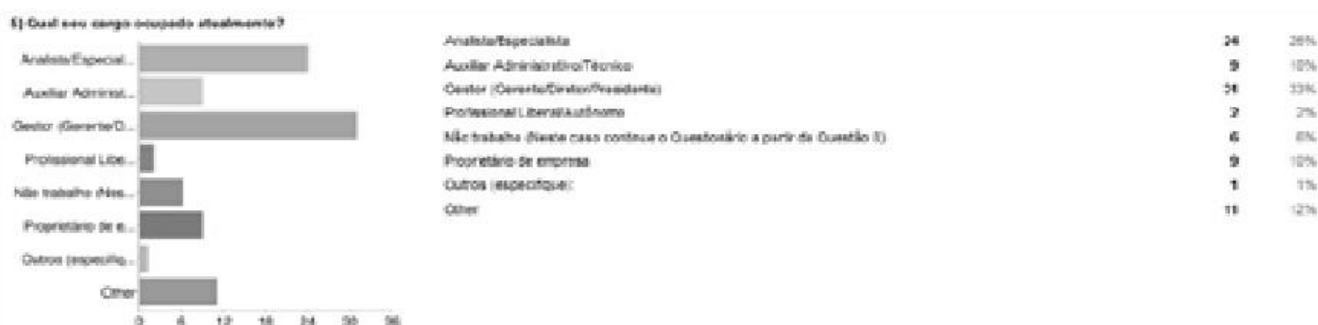 5) Qual seu cargo ocupado atualmente?
Analista/Especial...
Auxiliar Administ...
Gestor (Gerente/D...
Profissional Libe...
Não trabalho (Nes...
Proprietário de e...
Outros (especifiq...
Other
0 6 12 18 24 30 36
Analista/Especialista 24 26%
Auxiliar Administrativo/Técnico 9 10%
Gestor (Gerente/Diretor/Presidente) 31 33%
Profissional Liberal/Autônomo 2 2%
Não trabalho (Neste caso continue o Questionário a partir da Questão 8) 6 6%
Proprietário de empresa 9 10%
Outros (especifique): 1 1%
Other 11 12%